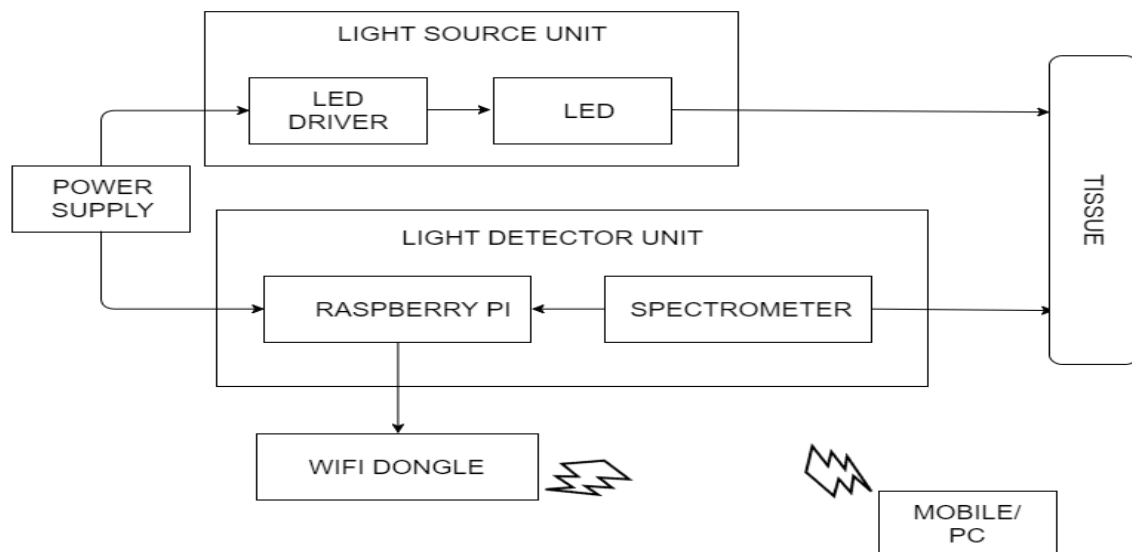 LIGHT SOURCE UNIT
LED
DRIVER
LED
POWER
SUPPLY
TISSUE
LIGHT DETECTOR UNIT
RASPBERRY PI
SPECTROMETER
WIFI DONGLE
MOBILE/
PC